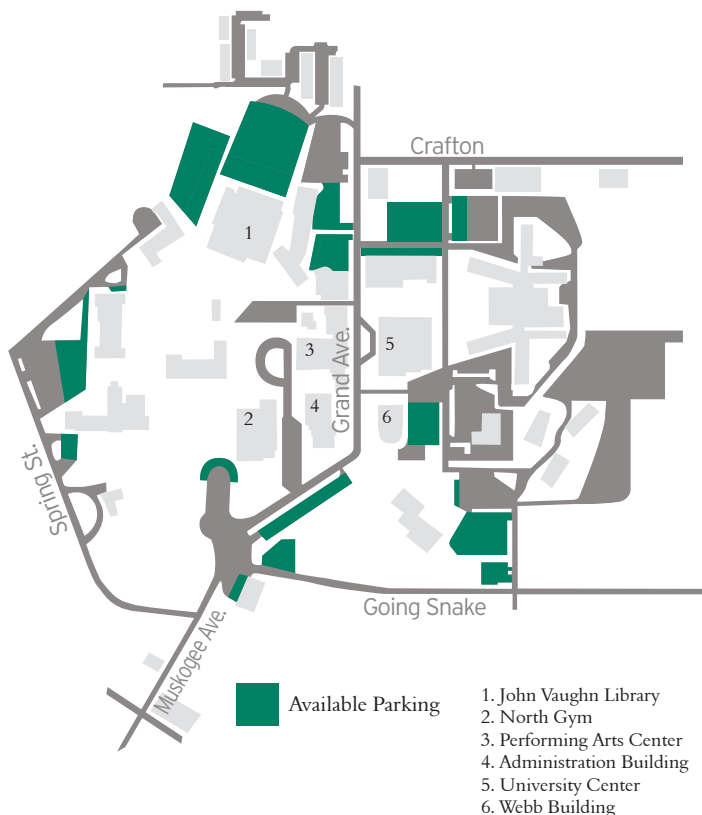 Crafton
1
Grand Ave.
5
3
4
6
2
Spring St.
Going Snake
Muskogee Ave.
Available Parking
1. John Vaughn Library
2. North Gym
3. Performing Arts Center
4. Administration Building
5. University Center
6. Webb Building